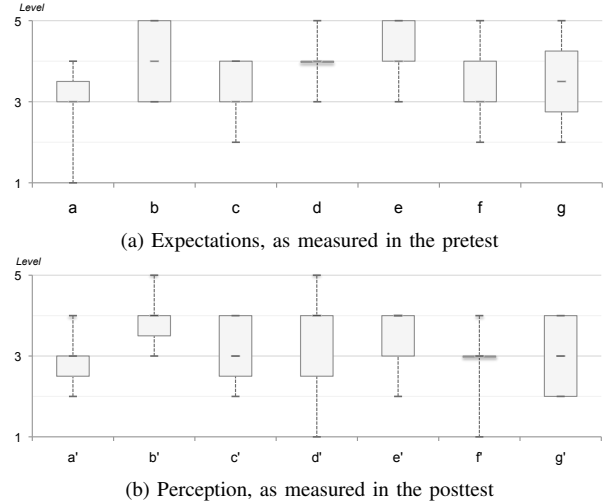 Level
5
3
1
a b c d e f g
(a) Expectations, as measured in the pretest
Level
5
3
1
a' b' c' d' e' f' g'
(b) Perception, as measured in the posttest